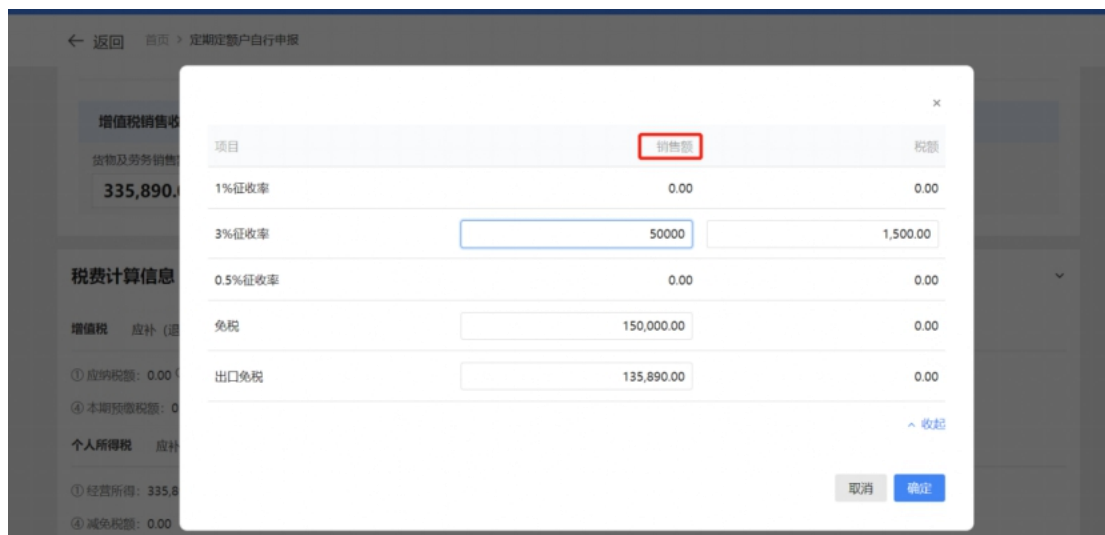 ← 返回 首页 > 定期定额户自行申报
×
增值税销售收
项目 销售额 税额
货物及劳务销售
335,890.
1%征收率 0.00 0.00
3%征收率 50000 1,500.00
税费计算信息
0.5%征收率 0.00 0.00
增值税 应补（退
免税 150,000.00 0.00
① 应纳税额：0.00
出口免税 135,890.00 0.00
④ 本期预缴税额：0
收起
个人所得税 应补
① 经营所得：335,8
取消 确定
④ 减免税额：0.00